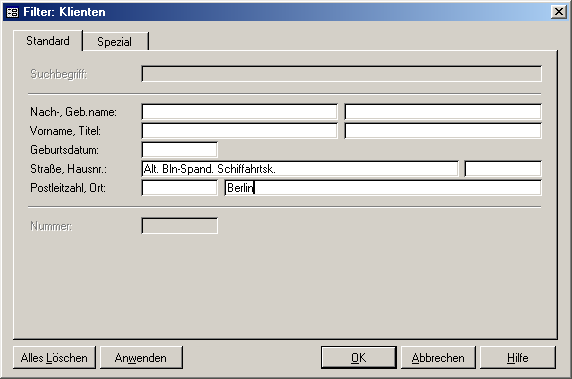 Filter: Klienten
Standard
Spezial
Suchbegriff:
Nach-, Geb.name:
Vorname, Titel:
Geburtsdatum:
Straße, Hausnr.: Alt. Bln-Spand. Schiffahrtsk.
Postleitzahl, Ort: Berlin
Nummer:
Alles Löschen Anwenden OK Abbrechen Hilfe